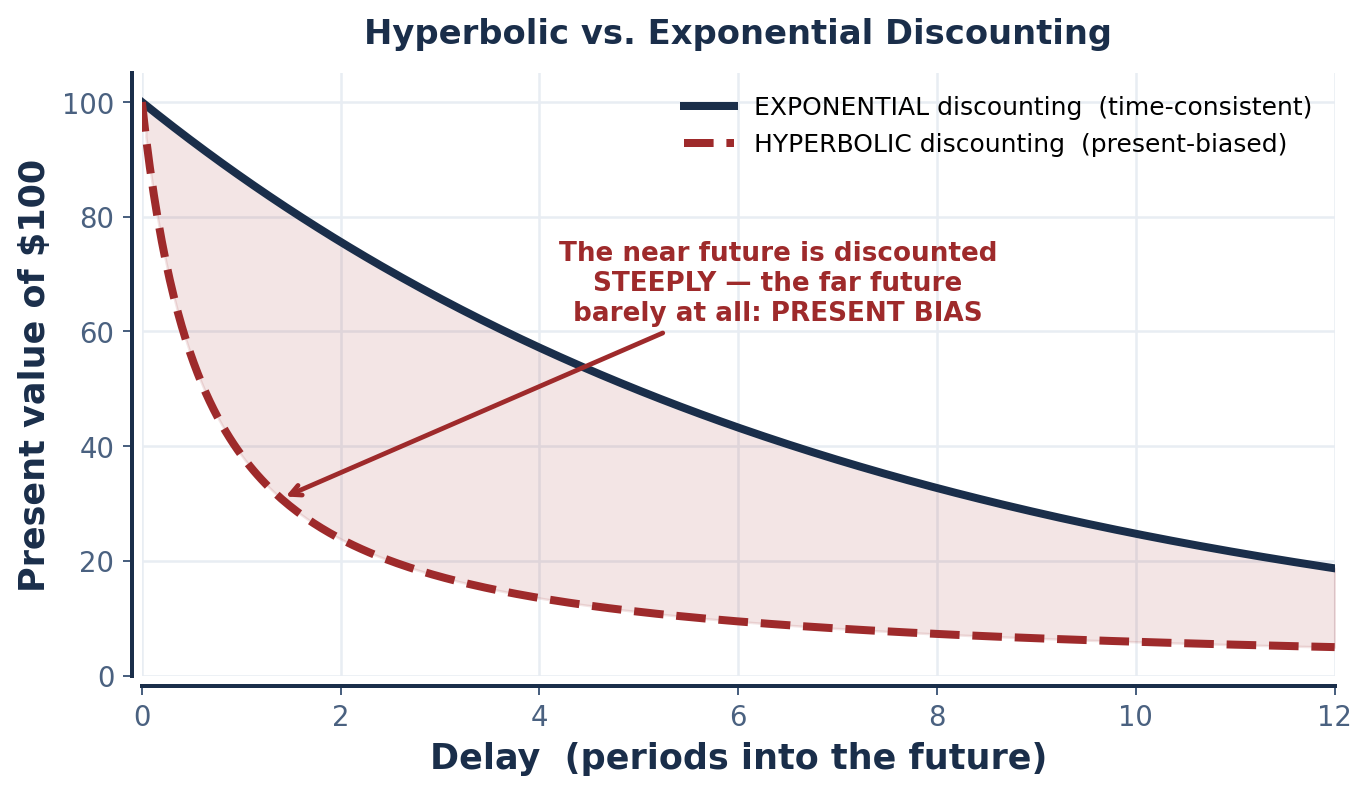 Hyperbolic vs. Exponential Discounting
EXPONENTIAL discounting  (time-consistent)
HYPERBOLIC discounting  (present-biased)
The near future is discounted
STEEPLY — the far future
barely at all: PRESENT BIAS
Present value of $100
100
80
60
40
20
0
0 2 4 6 8 10 12
Delay  (periods into the future)